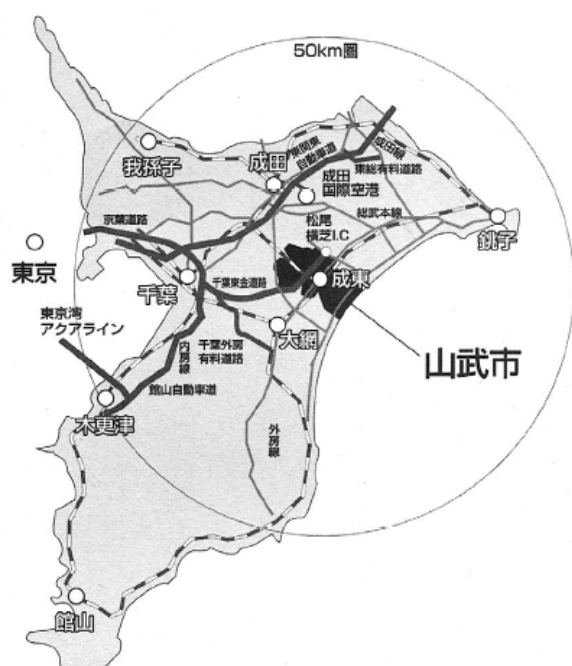 50km圏
我孫子
成田
東関東
自動車道
成田線
東総有料道路
成田
国際空港
京葉道路
松尾
横芝I.C
総武本線
銚子
東京
千葉
千葉東金道路
成東
東京湾
アクアライン
大網
山武市
内房線
千葉外房
有料道路
館山自動車道
木更津
外房線
館山